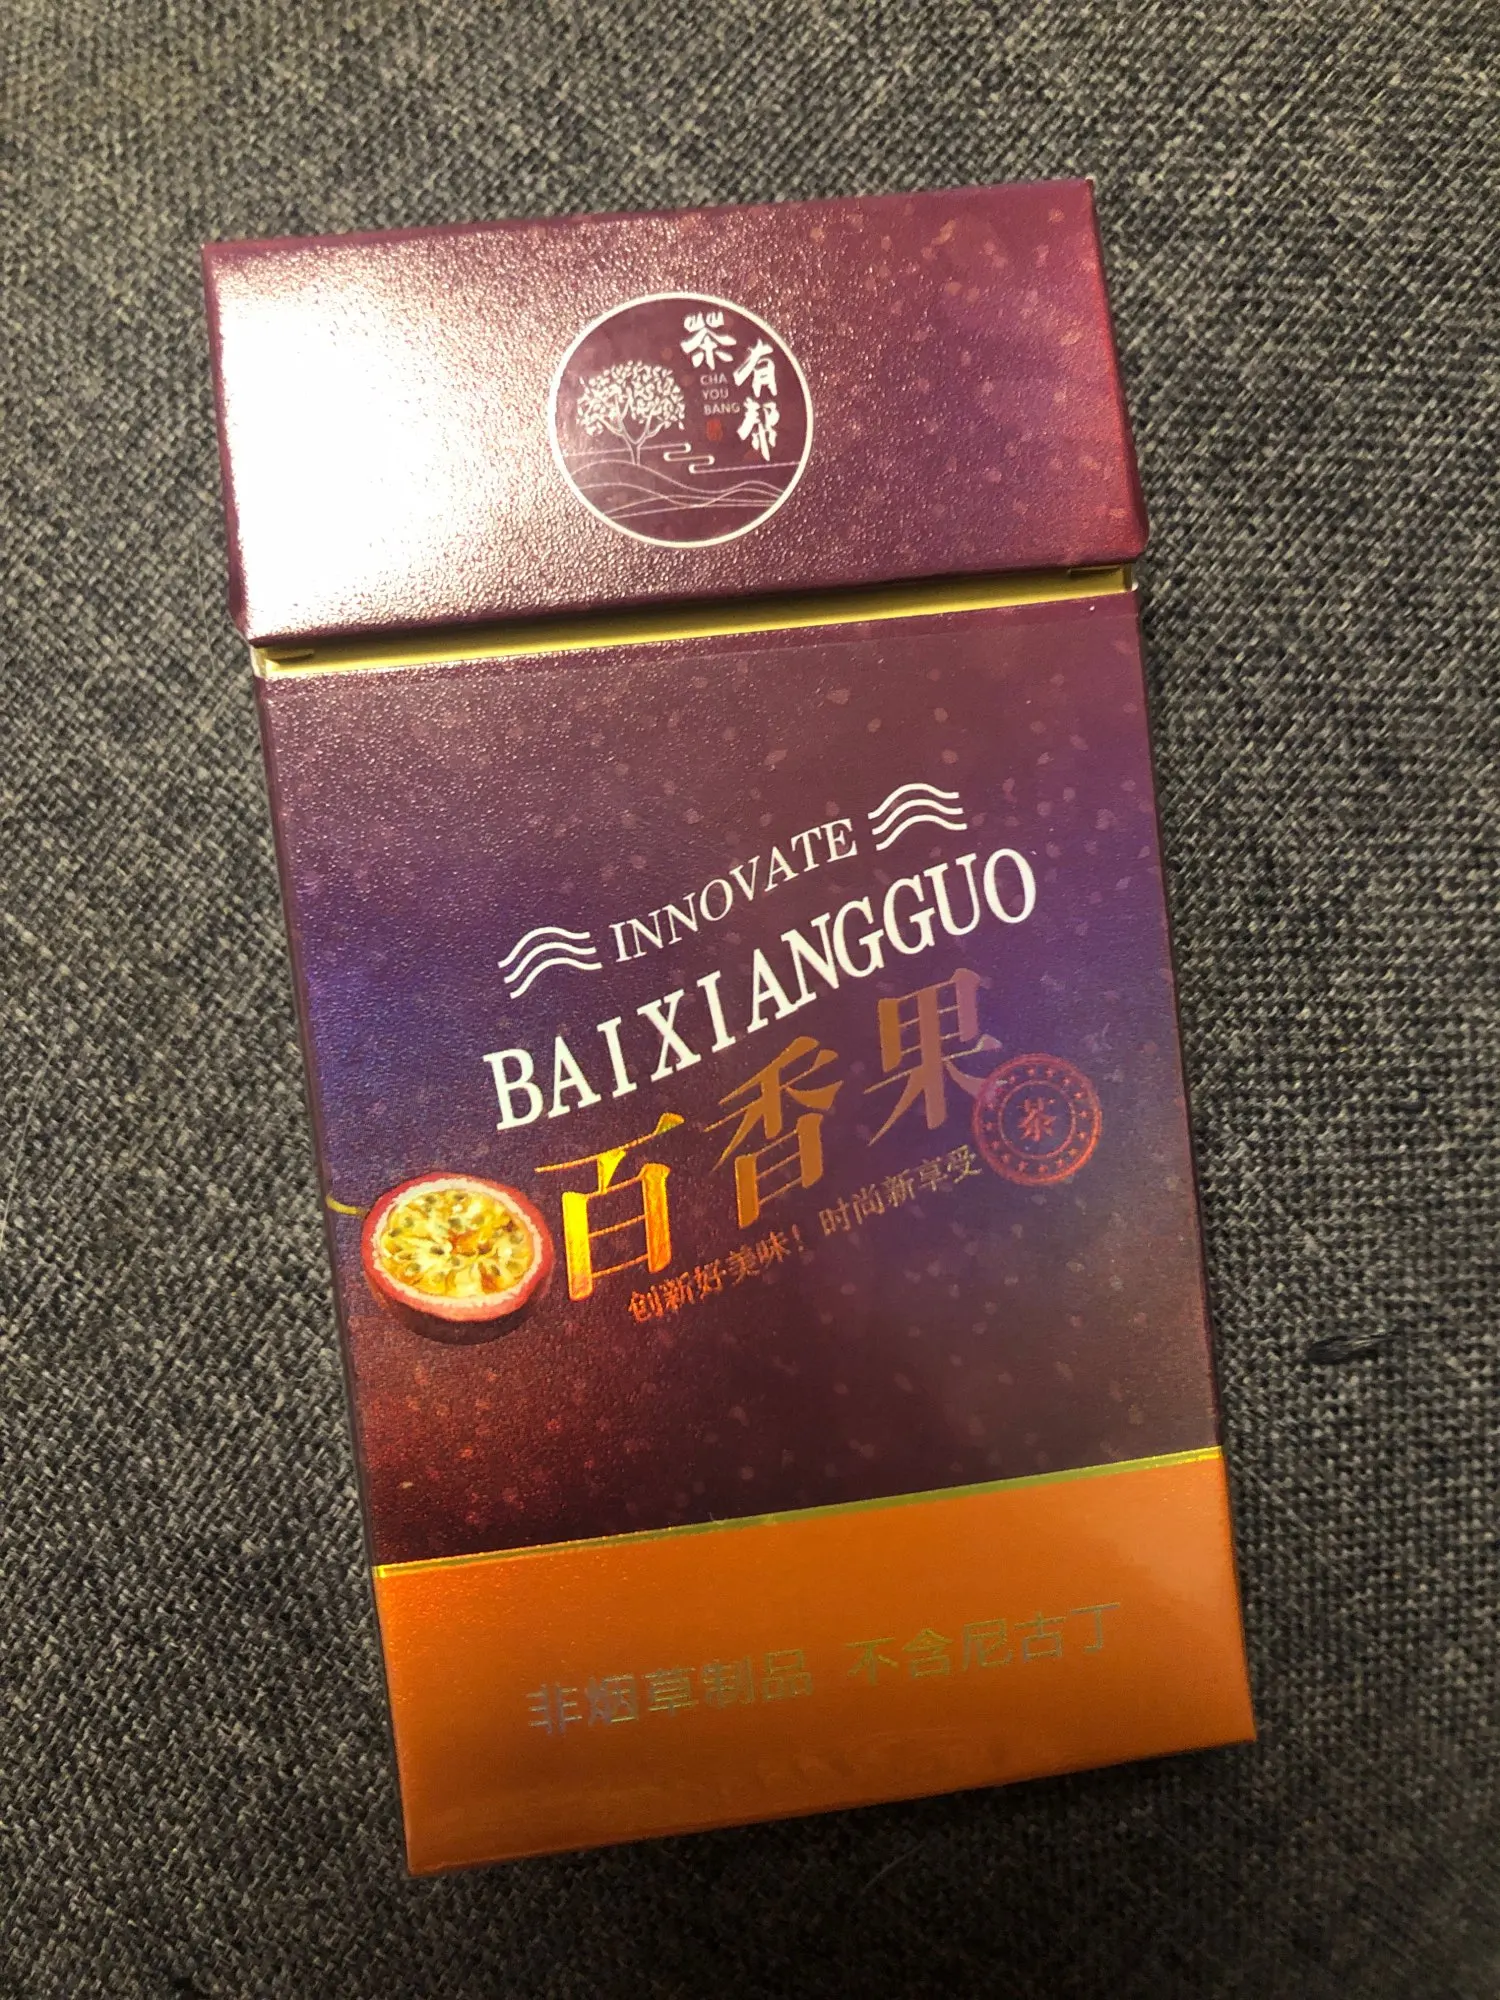 茶有帮
CHA
YOU
BANG
INNOVATE
BAIXIANGGUO
百香果
茶
创新好美味！时尚新享受
非烟草制品 不含尼古丁